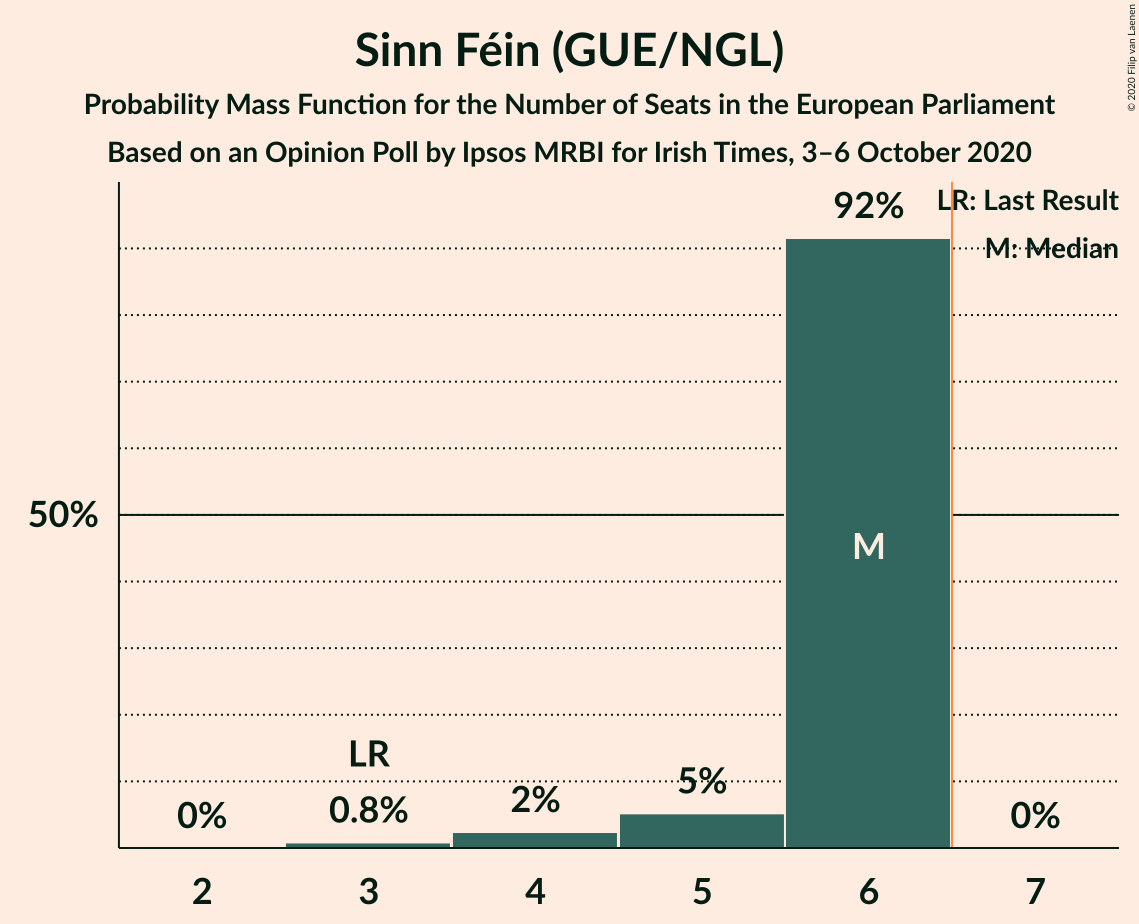 Sinn Féin (GUE/NGL)
Probability Mass Function for the Number of Seats in the European Parliament
Based on an Opinion Poll by Ipsos MRBI for Irish Times, 3–6 October 2020
© 2020 Filip van Laenen
LR: Last Result
M: Median
92%
50%
M
LR
0%
0.8%
2%
5%
0%
2
3
4
5
6
7